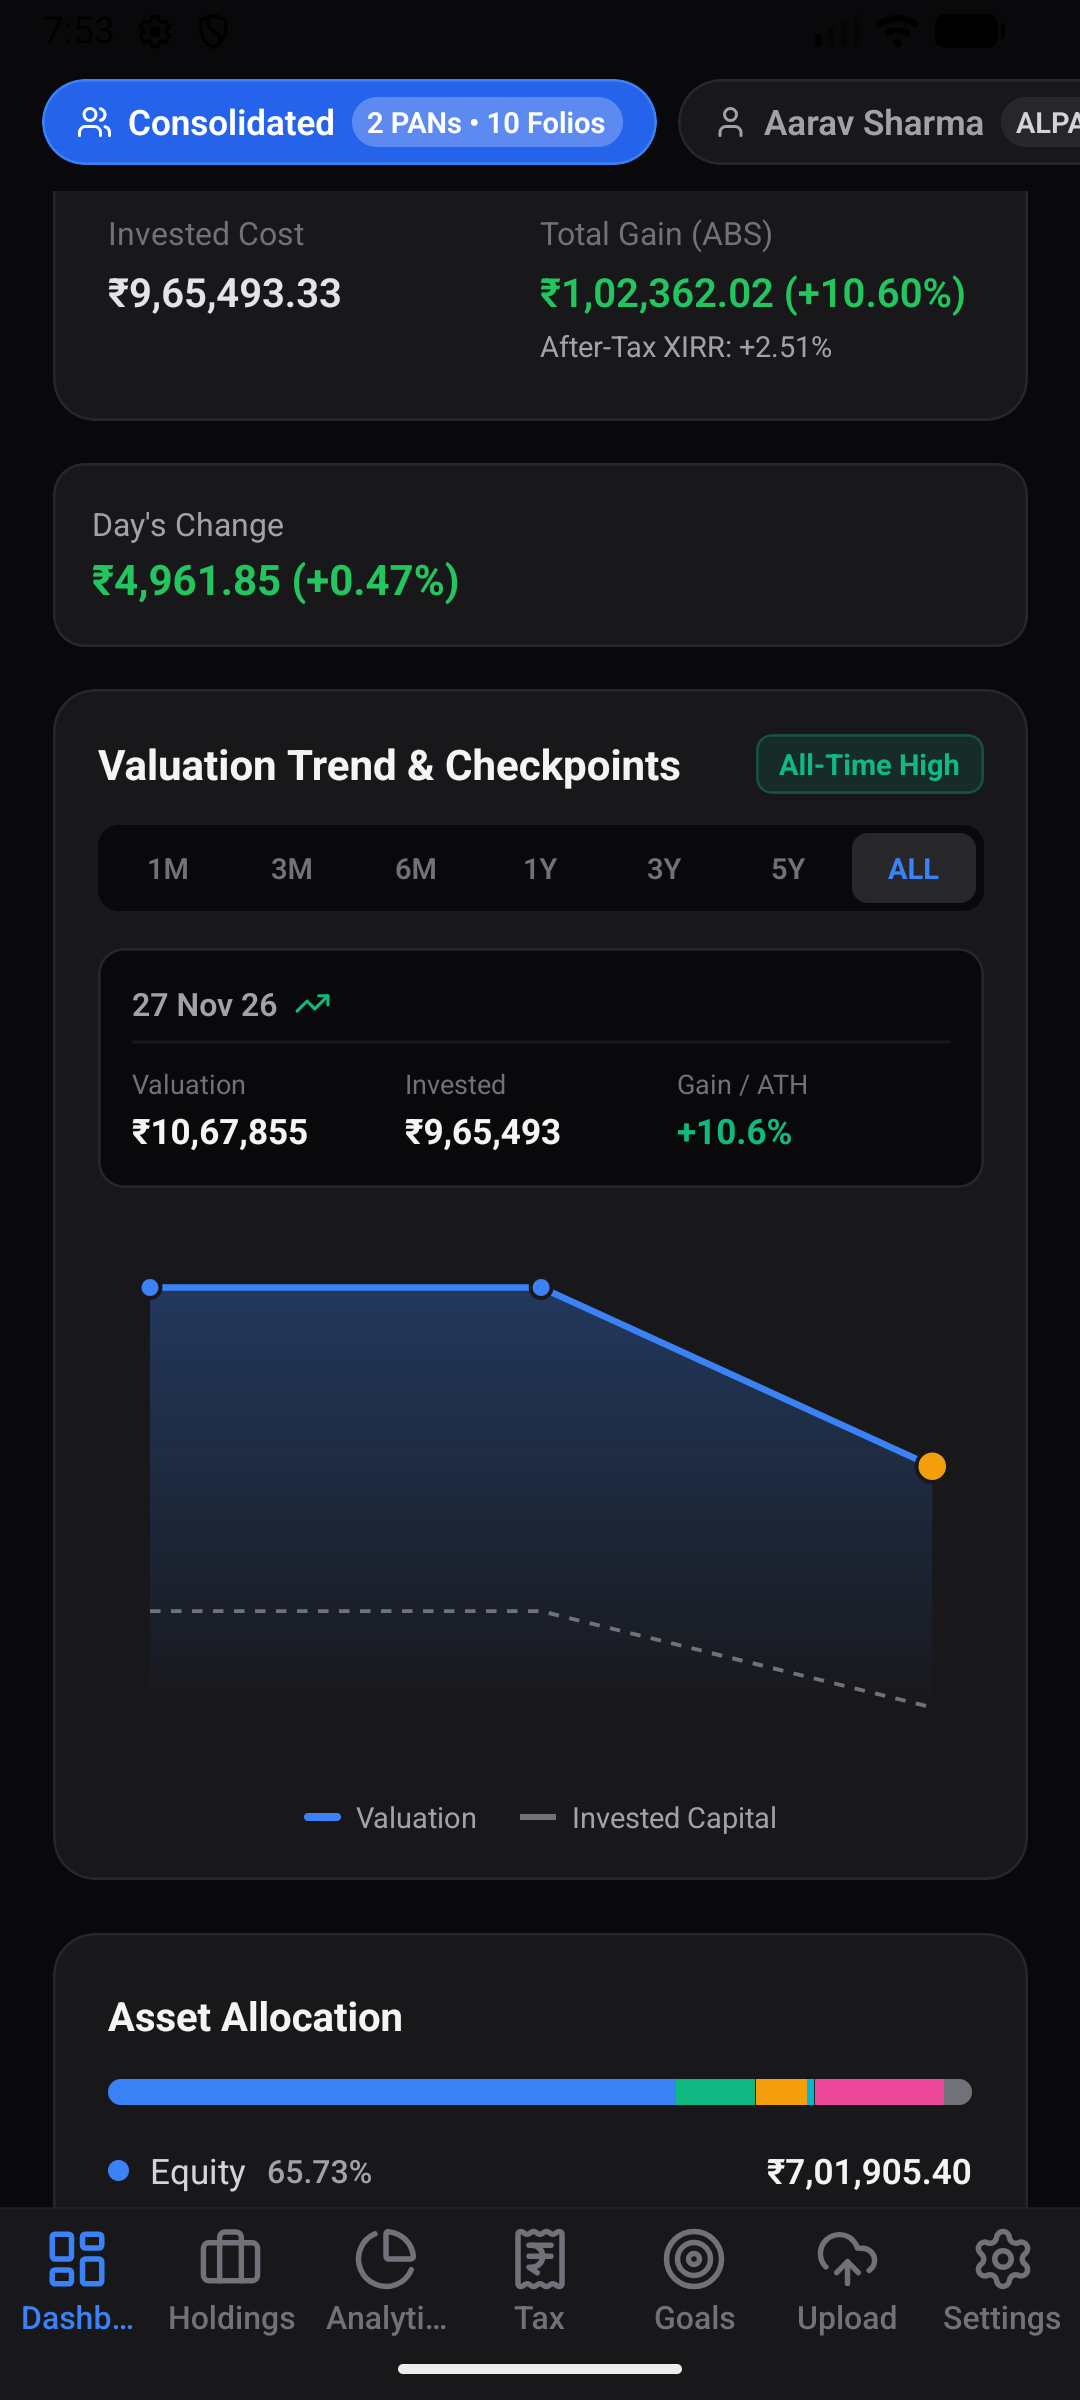 7:53
Consolidated 2 PANs • 10 Folios
Aarav Sharma ALPA
Invested Cost
₹9,65,493.33
Total Gain (ABS)
₹1,02,362.02 (+10.60%)
After-Tax XIRR: +2.51%
Day's Change
₹4,961.85 (+0.47%)
Valuation Trend & Checkpoints
All-Time High
1M 3M 6M 1Y 3Y 5Y ALL
27 Nov 26
Valuation
₹10,67,855
Invested
₹9,65,493
Gain / ATH
+10.6%
Valuation
Invested Capital
Asset Allocation
Equity 65.73% ₹7,01,905.40
Dashb...
Holdings
Analyti...
Tax
Goals
Upload
Settings